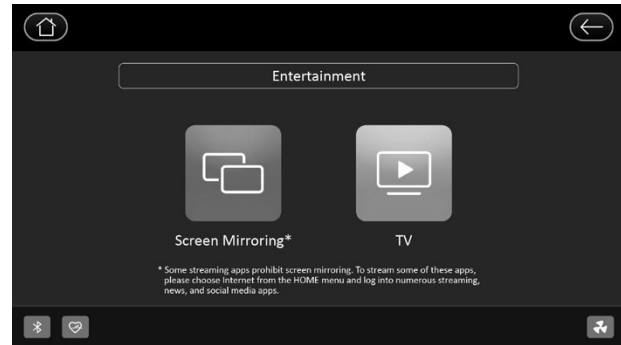 Entertainment
Screen Mirroring*
TV
* Some streaming apps prohibit screen mirroring. To stream some of these apps,
please choose Internet from the HOME menu and log into numerous streaming,
news, and social media apps.